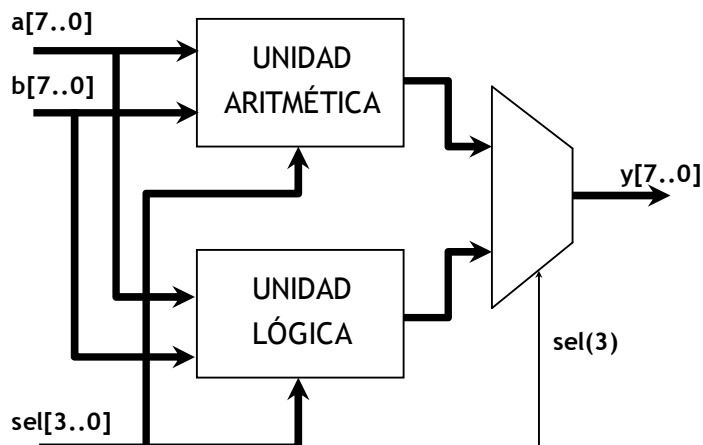 a[7..0]
UNIDAD
ARITMÉTICA
b[7..0]
y[7..0]
UNIDAD
LÓGICA
sel(3)
sel[3..0]